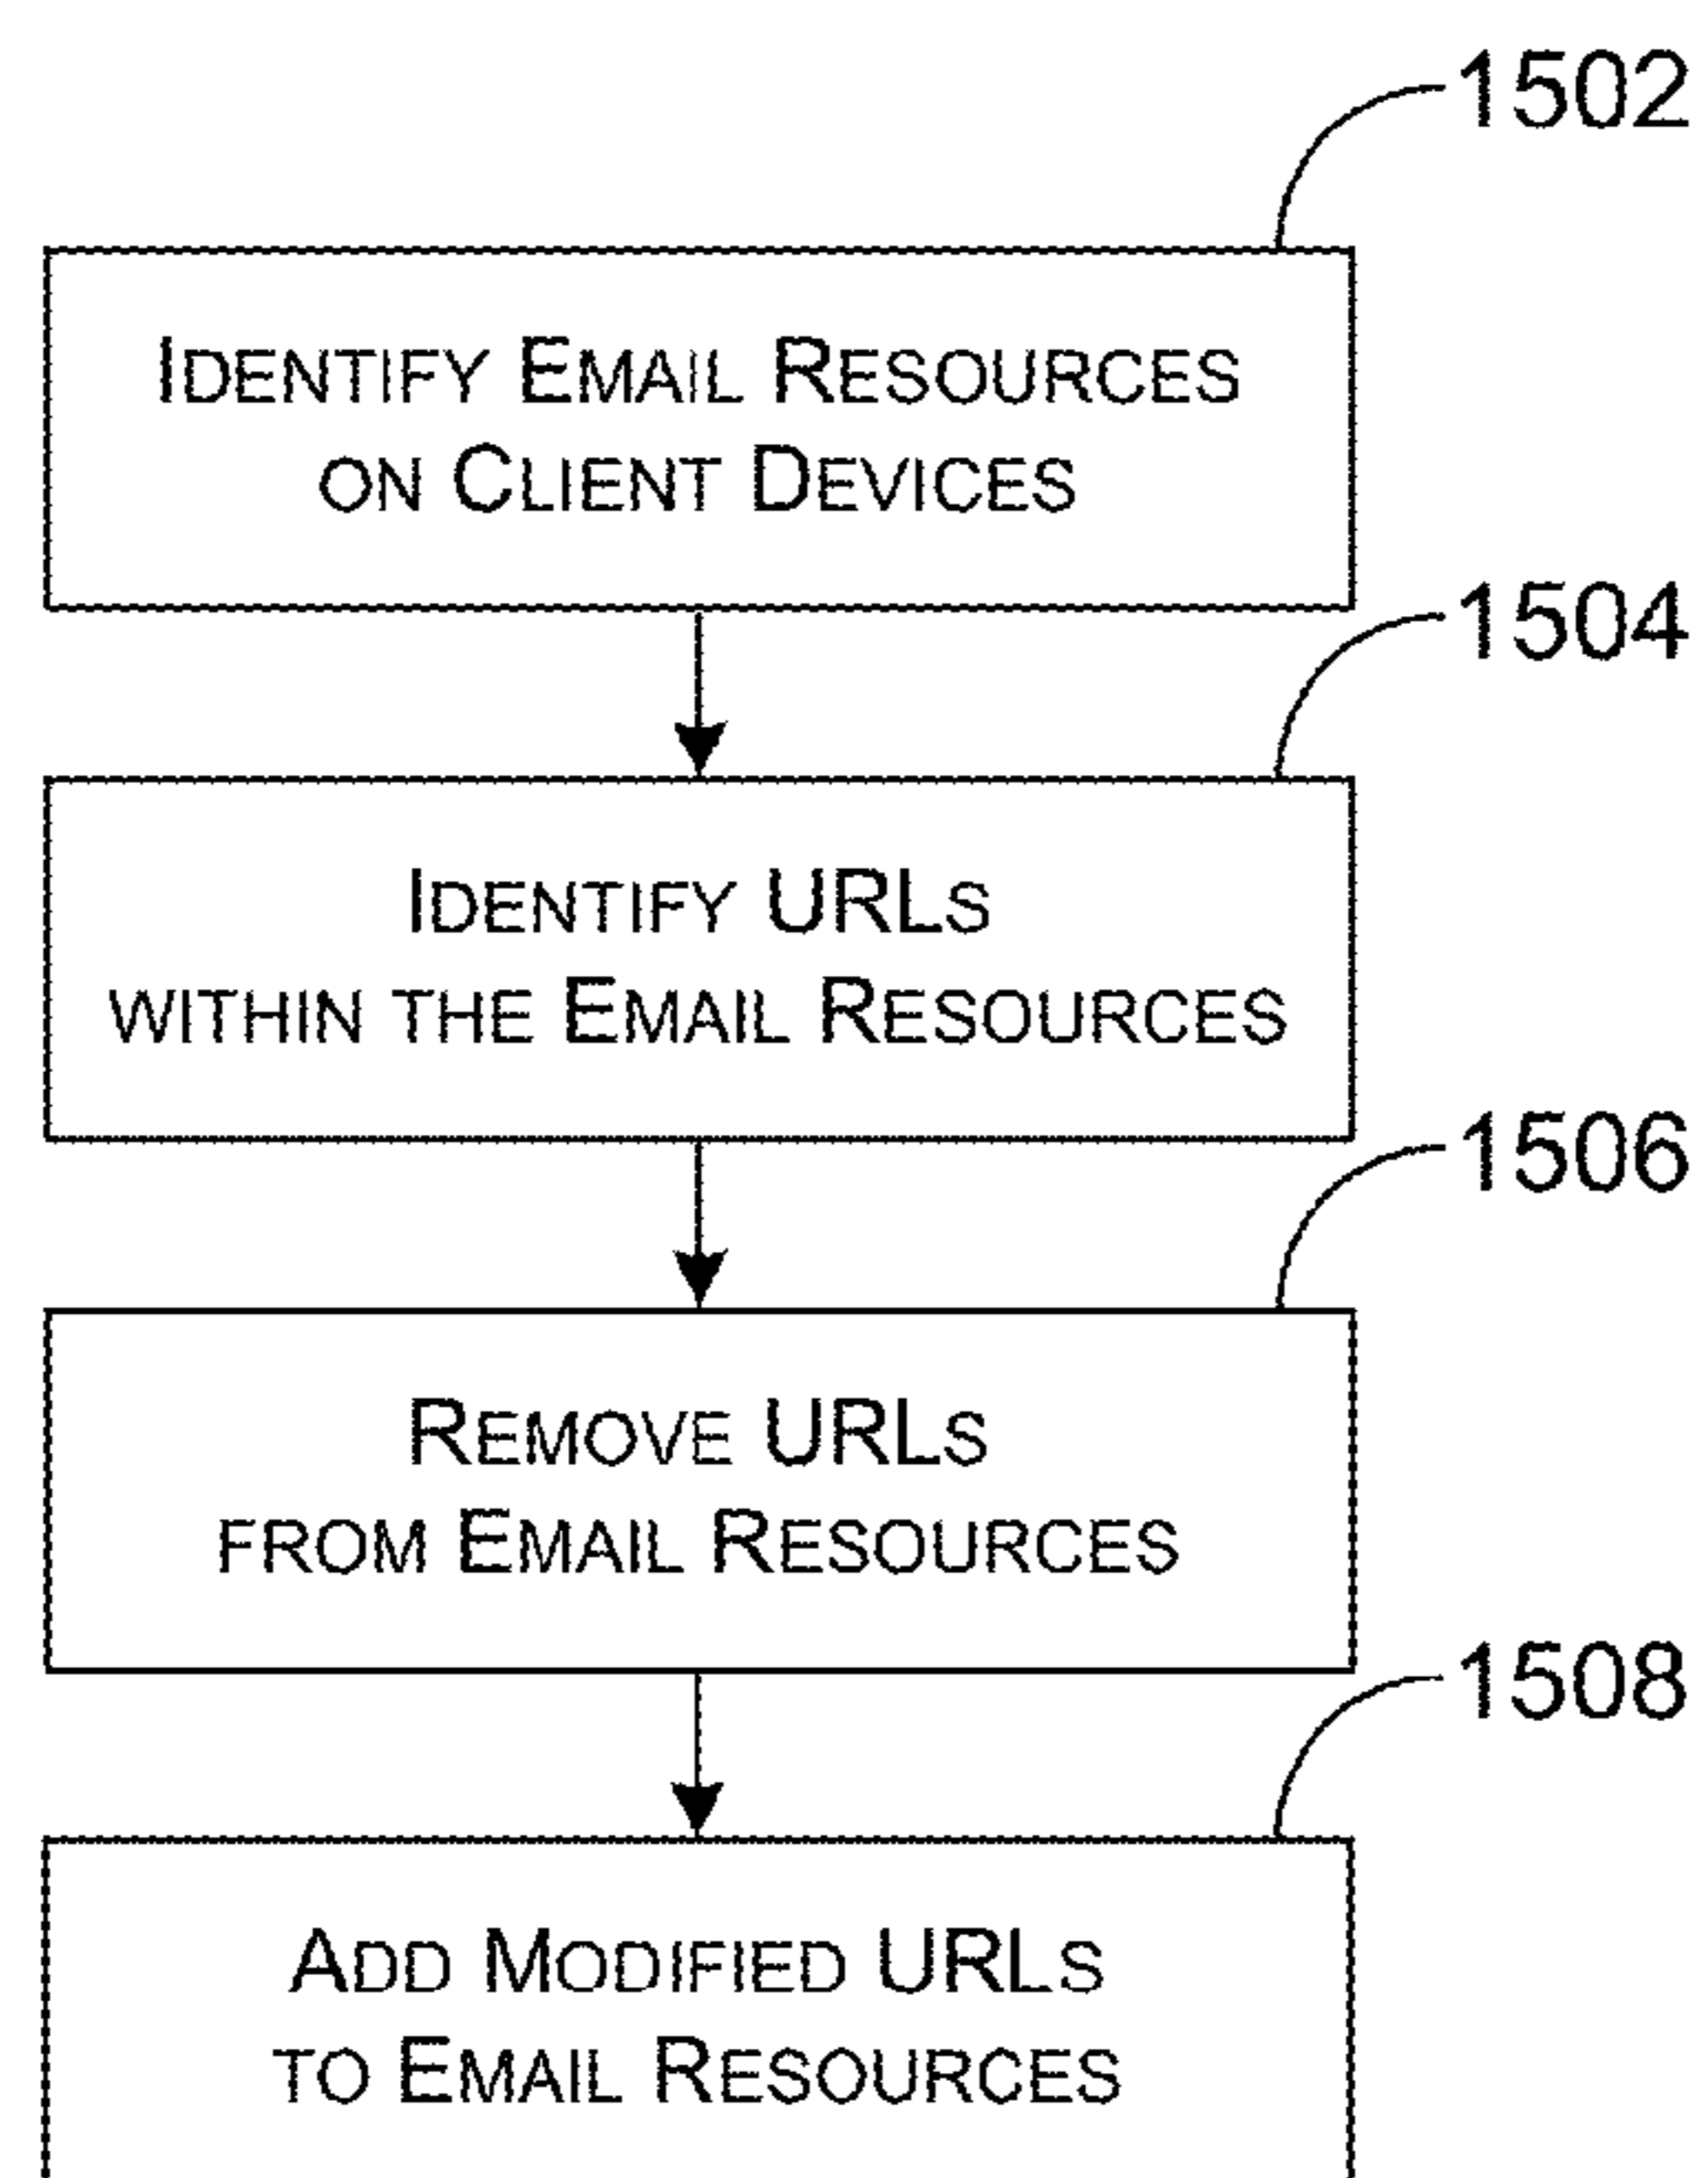 1502
IDENTIFY EMAIL RESOURCES
ON CLIENT DEVICES
1504
IDENTIFY URLS
WITHIN THE EMAIL RESOURCES
1506
REMOVE URLS
FROM EMAIL RESOURCES
1508
ADD MODIFIED URLS
TO EMAIL RESOURCES